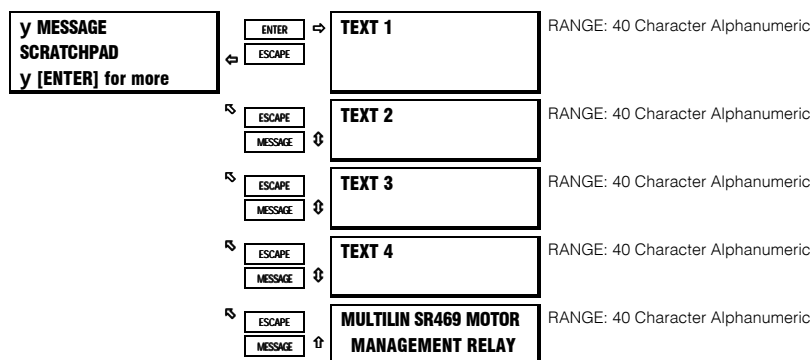 y MESSAGE
SCRATCHPAD
y [ENTER] for more
ENTER ⇨
⇦ ESCAPE
TEXT 1
RANGE: 40 Character Alphanumeric
ESCAPE
MESSAGE
TEXT 2
RANGE: 40 Character Alphanumeric
ESCAPE
MESSAGE
TEXT 3
RANGE: 40 Character Alphanumeric
ESCAPE
MESSAGE
TEXT 4
RANGE: 40 Character Alphanumeric
ESCAPE
MESSAGE
MULTILIN SR469 MOTOR
MANAGEMENT RELAY
RANGE: 40 Character Alphanumeric